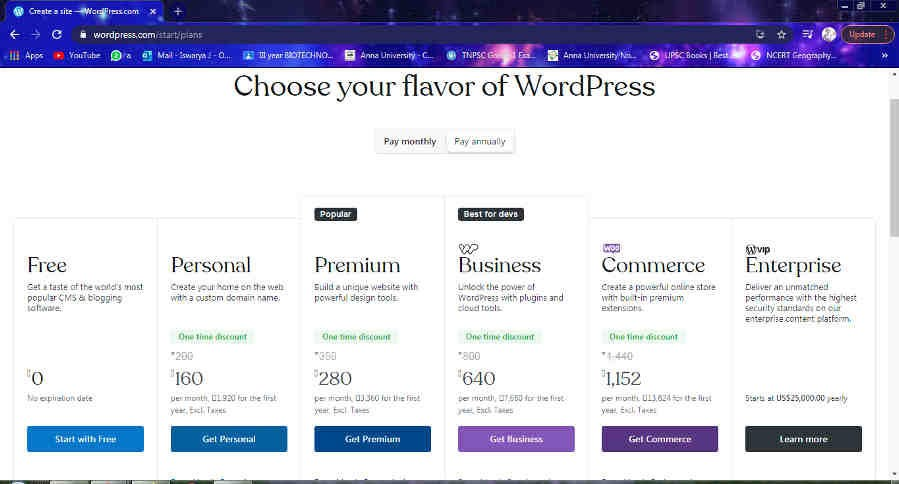 Create a site — WordPress.com
wordpress.com/start/plans
Update
Apps
YouTube
Mail - Iswarya J - O...
III year BIOTECHNO...
Anna University - C...
Anna University No...
UPSC Books | Best...
NCERT Geography...
Choose your flavor of WordPress
Pay monthly
Pay annually
Free
Get a taste of the world's most
popular CMS & blogging
software.
0
No expiration date
Start with Free
Personal
Create your home on the web
with a custom domain name.
One time discount
200
160
per month, 1,920 for the first
year, Excl. Taxes
Get Personal
Popular
Premium
Build a unique website with
powerful design tools.
One time discount
350
280
per month, 3,360 for the first
year, Excl. Taxes
Get Premium
Best for devs
Business
Unlock the power of
WordPress with plugins and
cloud tools.
One time discount
800
640
per month, 7,680 for the first
year, Excl. Taxes
Get Business
woo
Commerce
Create a powerful online store
with built-in premium
extensions.
One time discount
1,440
1,152
per month, 13,824 for the first
year, Excl. Taxes
Get Commerce
vip
Enterprise
Deliver an unmatched
performance with the highest
security standards on our
enterprise content platform.
Starts at US$25,000.00 yearly
Learn more